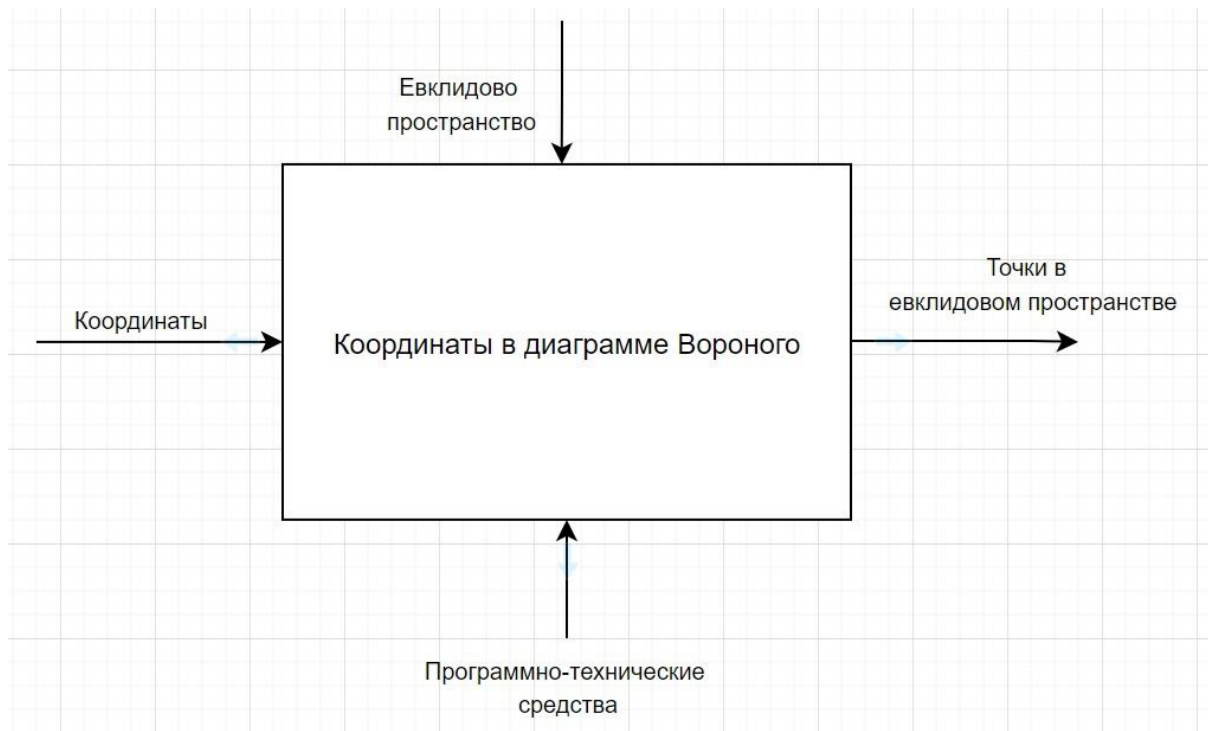 Евклидово
пространство
Точки в
евклидовом пространстве
Координаты
Координаты в диаграмме Вороного
Программно-технические
средства